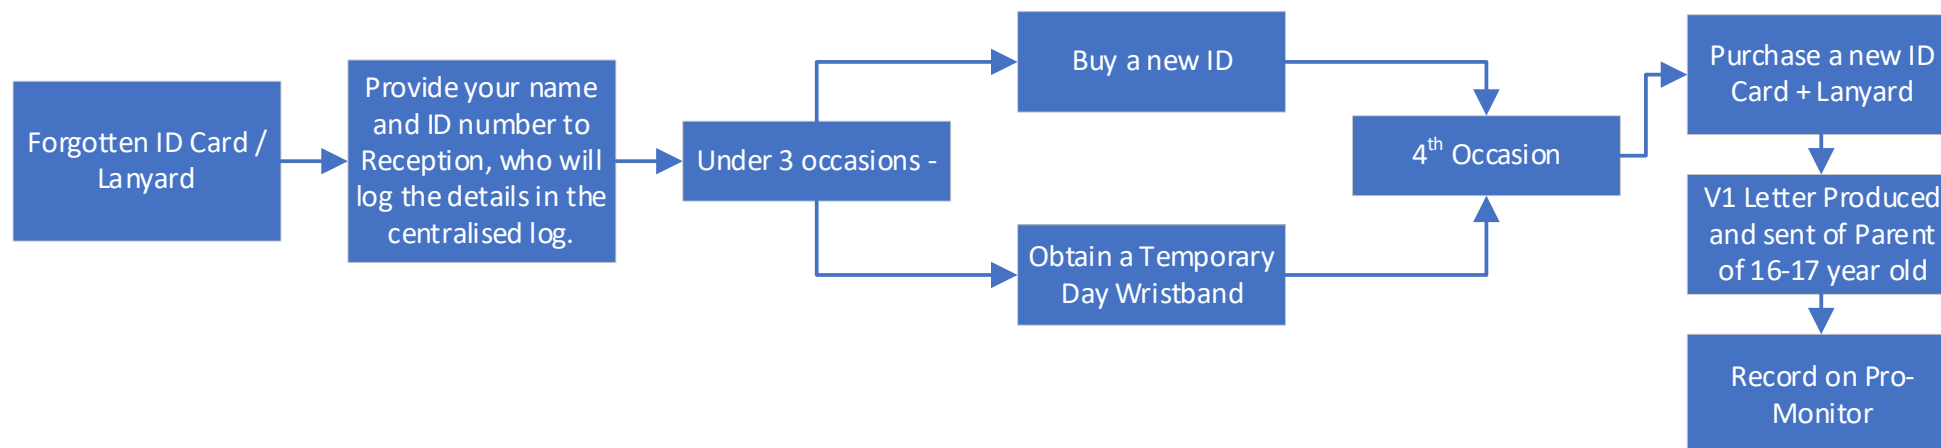 Forgotten ID Card /
Lanyard
Provide your name
and ID number to
Reception, who will
log the details in the
centralised log.
Under 3 occasions -
Buy a new ID
Obtain a Temporary
Day Wristband
4th Occasion
Purchase a new ID
Card + Lanyard
V1 Letter Produced
and sent of Parent
of 16-17 year old
Record on Pro-
Monitor